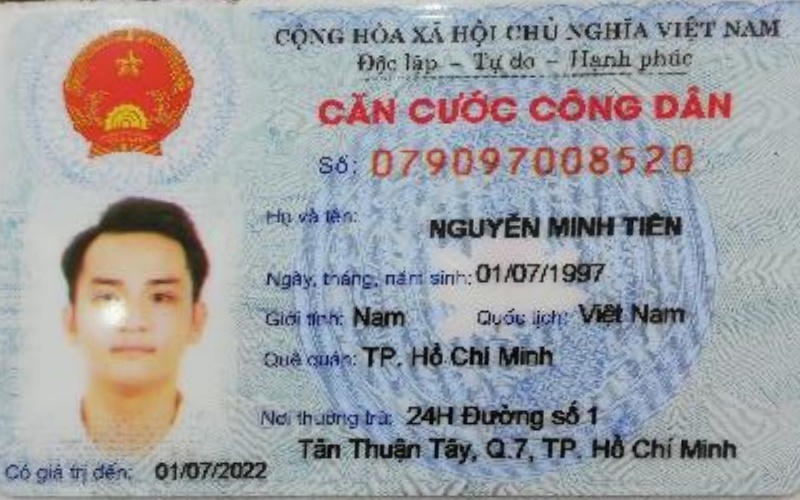 CỘNG HÒA XÃ HỘI CHỦ NGHĨA VIỆT NAM
Độc lập – Tự do – Hạnh phúc
CĂN CƯỚC CÔNG DÂN
Số: 079097008520
Họ và tên: NGUYỄN MINH TIÊN
Ngày, tháng, năm sinh: 01/07/1997
Giới tính: Nam Quốc tịch: Việt Nam
Quê quán: TP. Hồ Chí Minh
Nơi thường trú: 24H Đường số 1
Tân Thuận Tây, Q.7, TP. Hồ Chí Minh
Có giá trị đến: 01/07/2022